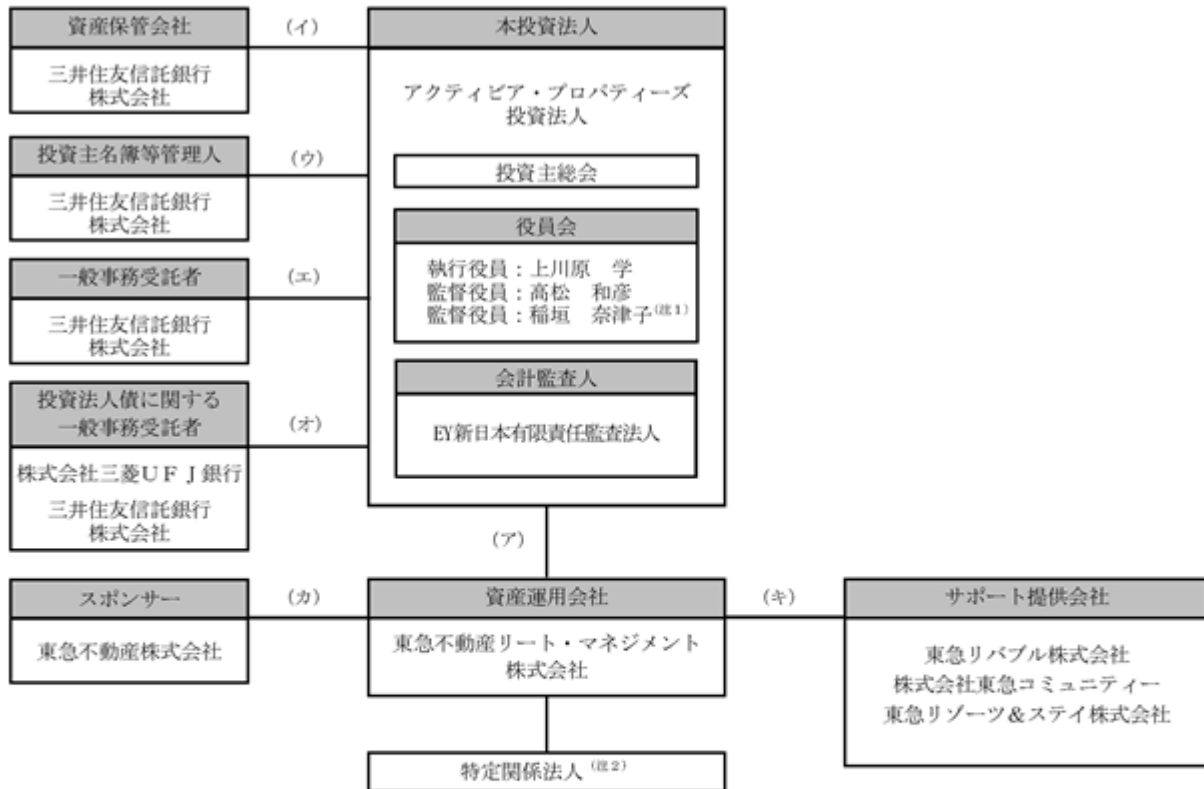 資産保管会社
三井住友信託銀行
株式会社
(イ)
投資主名簿等管理人
三井住友信託銀行
株式会社
(ウ)
一般事務受託者
三井住友信託銀行
株式会社
(エ)
投資法人債に関する
一般事務受託者
株式会社三菱UFJ銀行
三井住友信託銀行
株式会社
(オ)
本投資法人
アクティビア・プロパティーズ
投資法人
投資主総会
役員会
執行役員:上川原 学
監督役員:高松 和彦
監督役員:稲垣 奈津子(注1)
会計監査人
EY新日本有限責任監査法人
(ア)
スポンサー
東急不動産株式会社
(カ)
資産運用会社
東急不動産リート・マネジメント
株式会社
(キ)
サポート提供会社
東急リバブル株式会社
株式会社東急コミュニティー
東急リゾーツ&ステイ株式会社
特定関係法人(注2)